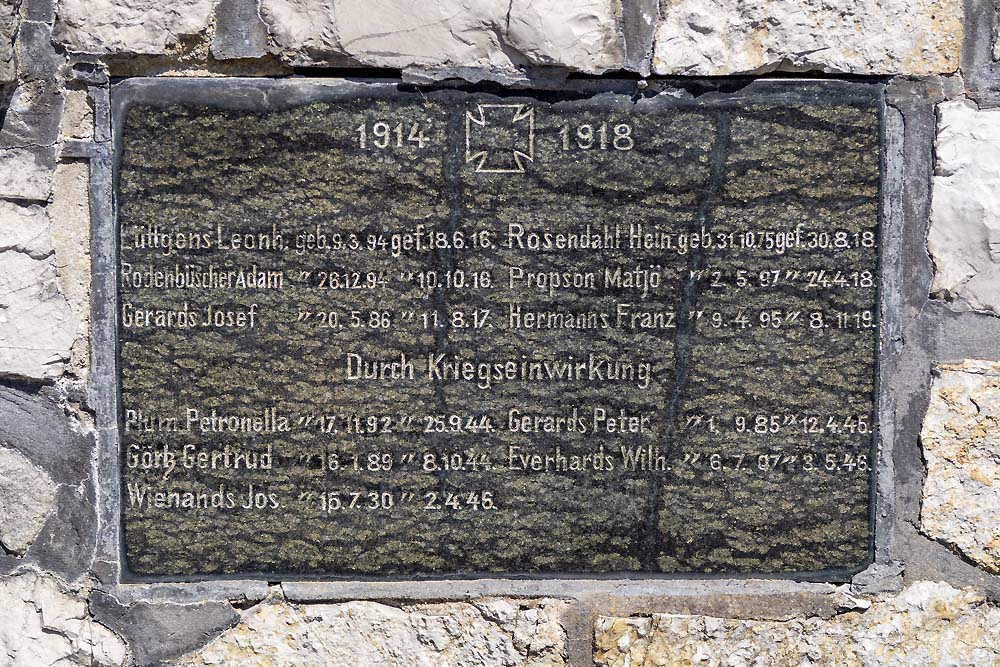 1914 1918
Lüttgens Leonh. geb. 9.3.94 gef. 18.6.16. Rosendahl Hein. geb. 31.10.75 gef. 30.8.18.
Rodenbüscher Adam " 26.12.94 " 10.10.16. Propson Matjö " 2.5.97 " 24.4.18.
Gerards Josef " 20.5.86 " 11.8.17. Hermanns Franz " 9.4.95 " 8.11.19.
Durch Kriegseinwirkung
Plum Petronella " 17.11.92 " 25.9.44. Gerards Peter " 1.9.85 " 12.4.46.
Görtz Gertrud " 16.1.89 " 8.10.44. Everhards Wilh. " 6.7.07 " 3.5.46.
Wienands Jos. " 15.7.30 " 2.4.46.